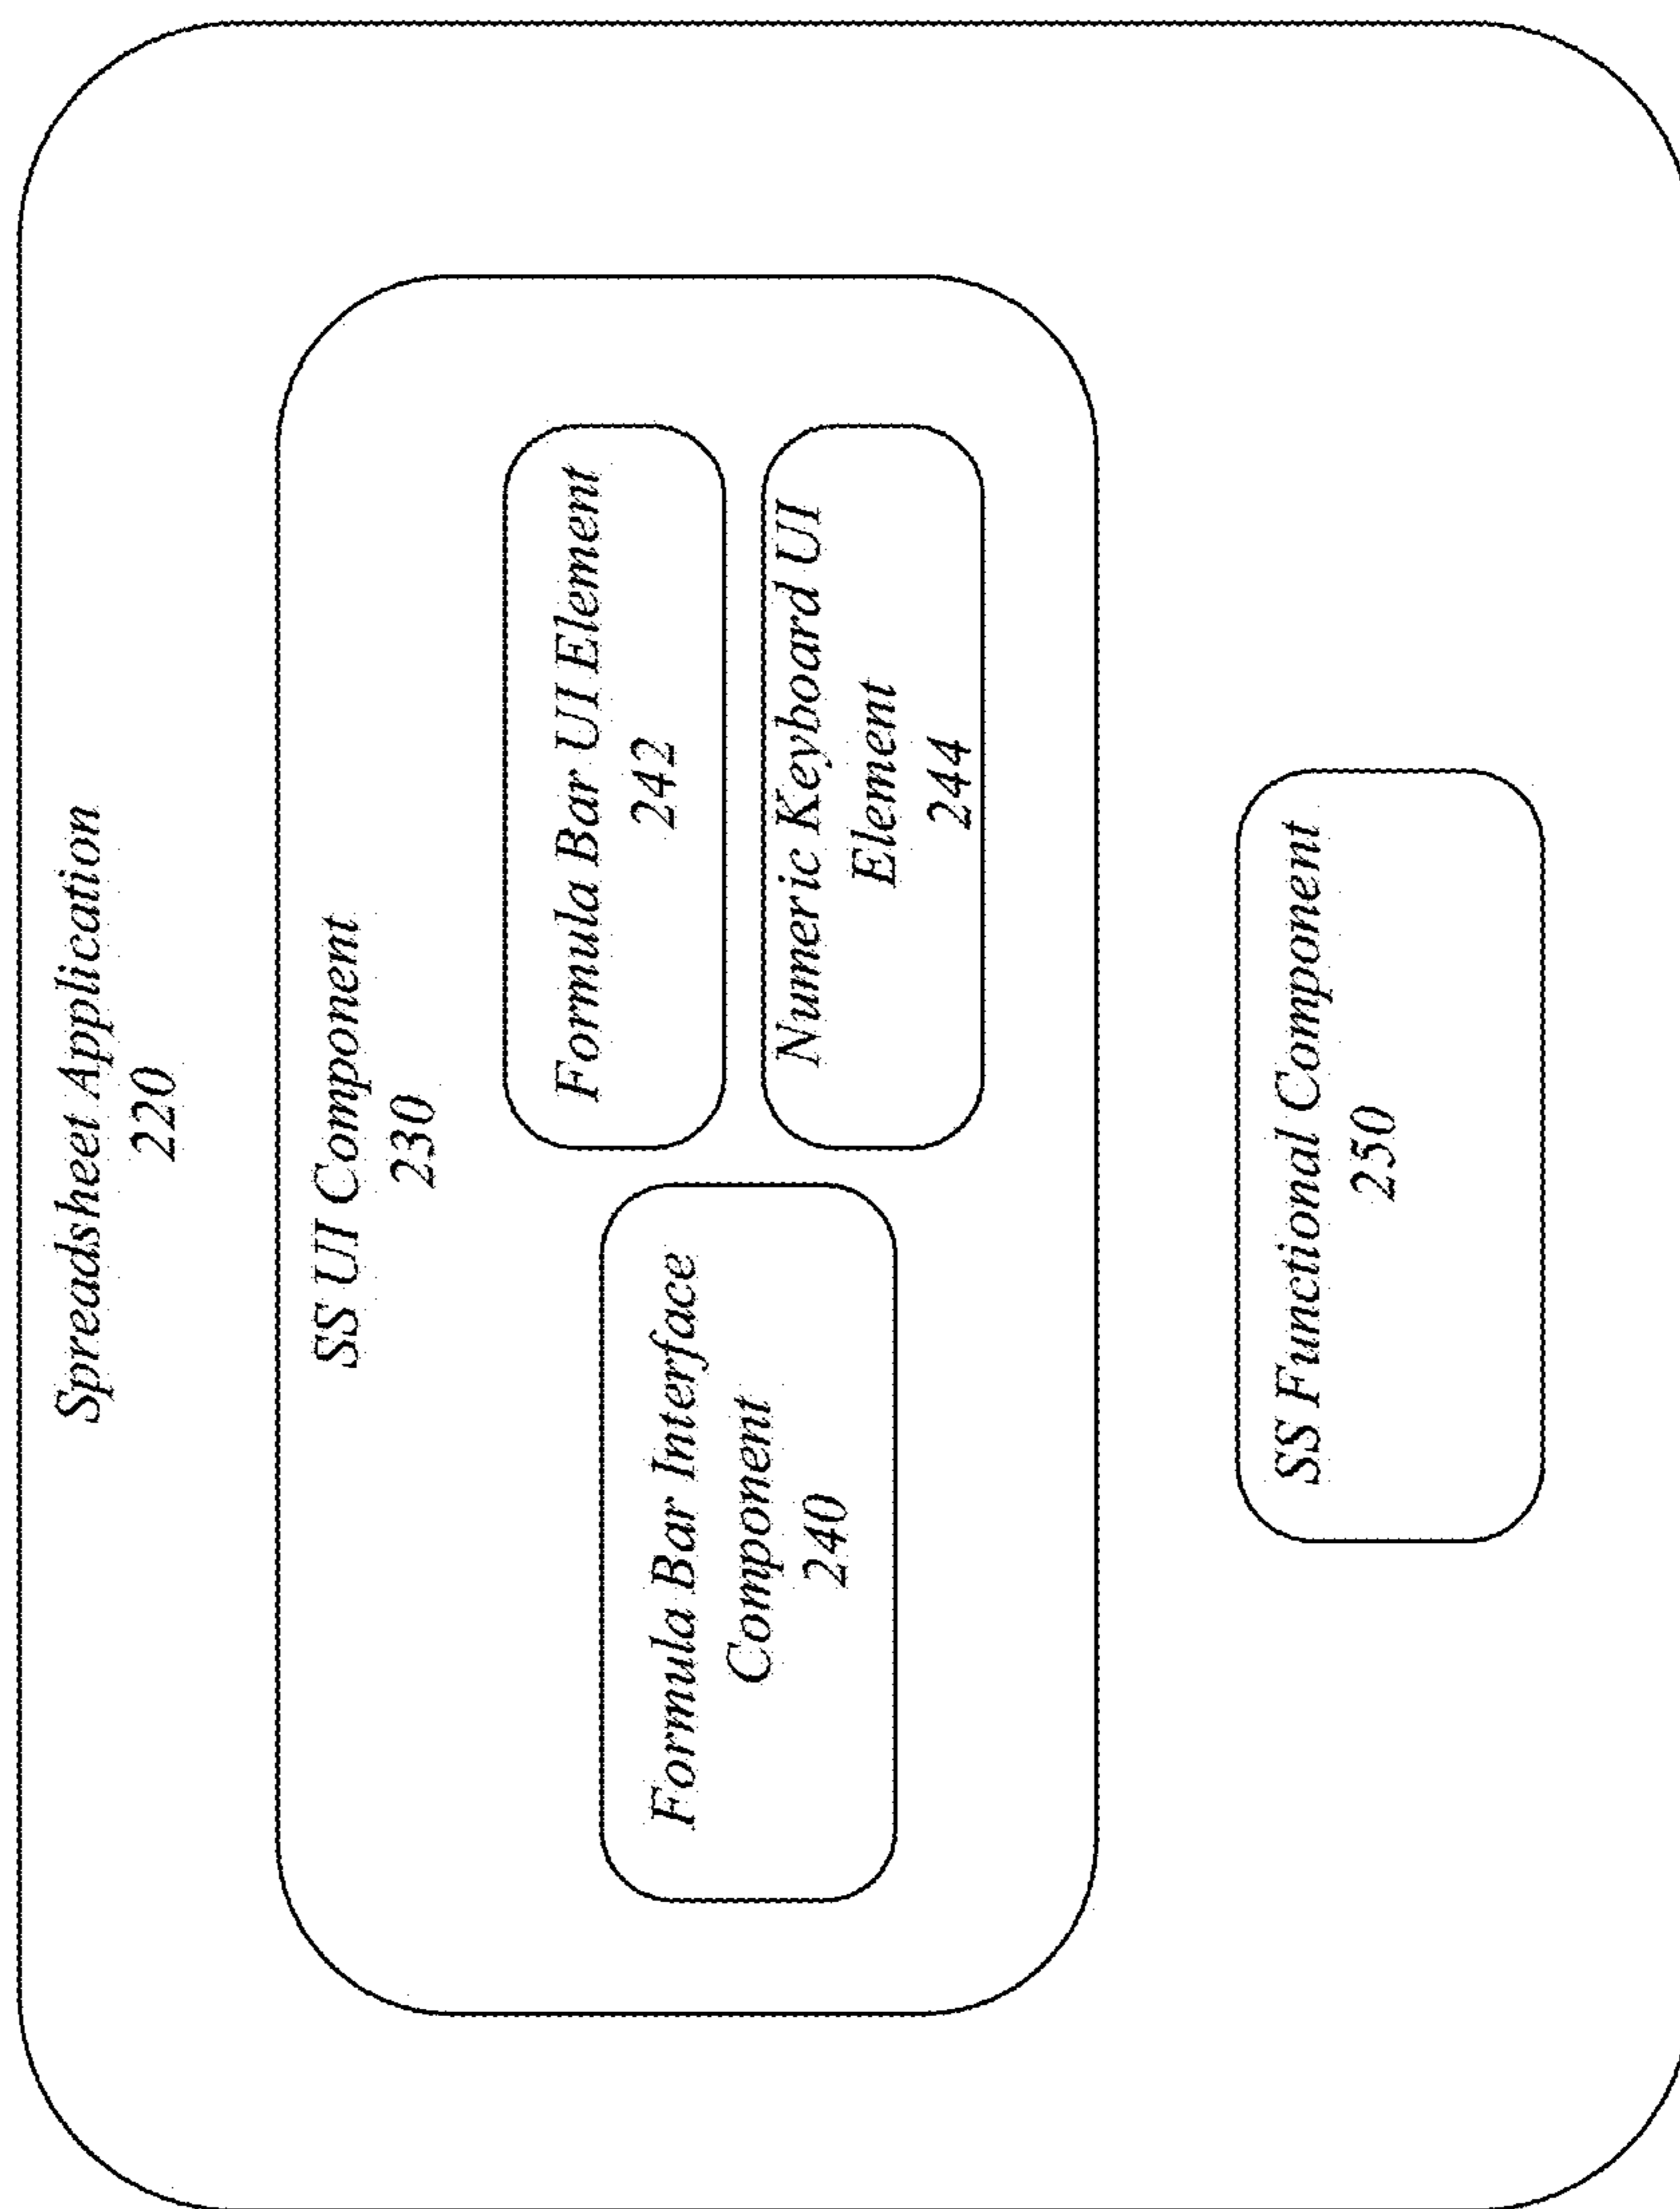 Spreadsheet Application
220
SS UI Component
230
Formula Bar Interface
Component
240
Formula Bar UI Element
242
Numeric Keyboard UI
Element
244
SS Functional Component
250